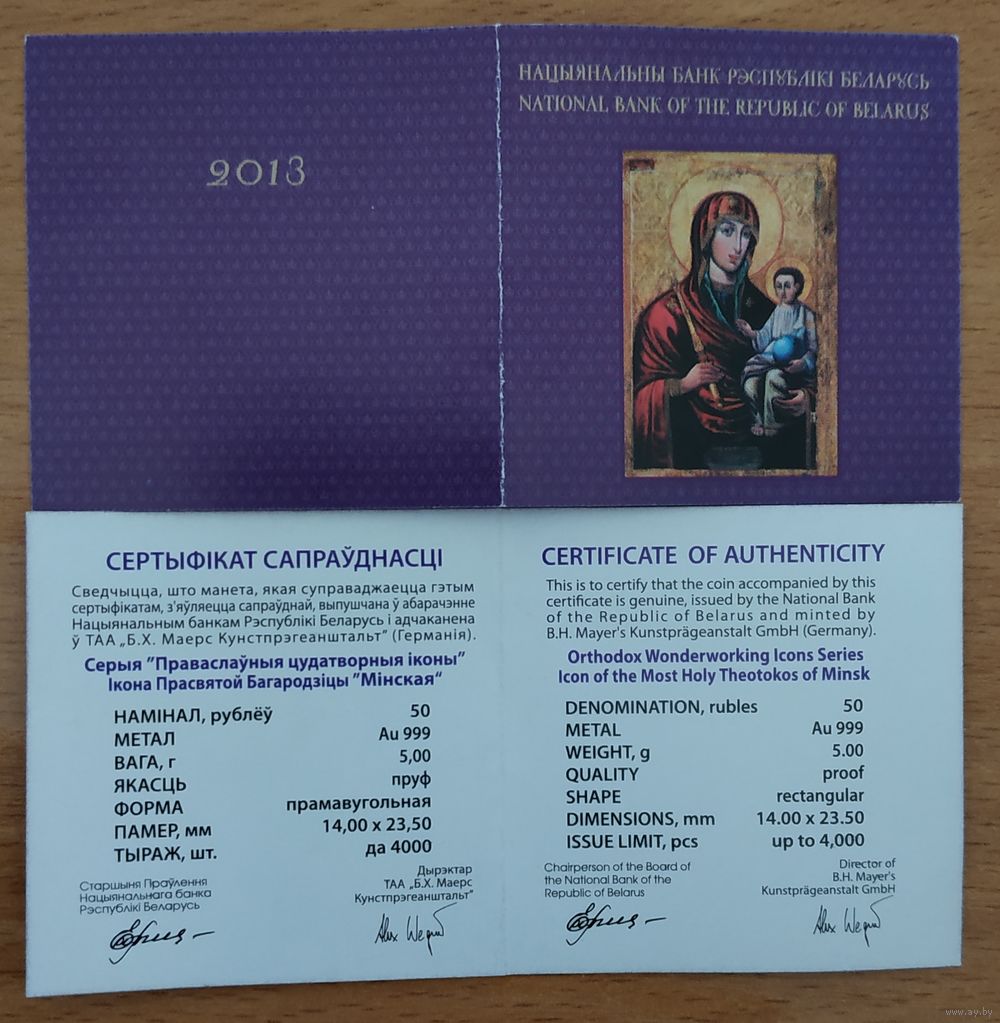 2013
НАЦЫЯНАЛЬНЫ БАНК РЭСПУБЛІКІ БЕЛАРУСЬ
NATIONAL BANK OF THE REPUBLIC OF BELARUS
СЕРТЫФІКАТ САПРАЎДНАСЦІ
Сведчыцца, што манета, якая суправаджаецца гэтым
сертыфікатам, з'яўляецца сапраўднай, выпушчана ў абарачэнне
Нацыянальным банкам Рэспублікі Беларусь і адчаканена
ў ТАА „Б.Х. Маерс Кунстпрэгеанштальт" (Германія).
Серыя "Праваслаўныя цудатворныя іконы"
Ікона Прасвятой Багародзіцы "Мінская“
НАМІНАЛ, рублёў 50
МЕТАЛ Au 999
ВАГА, г 5,00
ЯКАСЦЬ пруф
ФОРМА прамавугольная
ПАМЕР, мм 14,00 x 23,50
ТЫРАЖ, шт. да 4000
Старшыня Праўлення
Нацыянальнага банка
Рэспублікі Беларусь
Дырэктар
ТАА „Б.Х. Маерс
Кунстпрэгеанштальт"
CERTIFICATE OF AUTHENTICITY
This is to certify that the coin accompanied by this
certificate is genuine, issued by the National Bank
of the Republic of Belarus and minted by
B.H. Mayer's Kunstprägeanstalt GmbH (Germany).
Orthodox Wonderworking Icons Series
Icon of the Most Holy Theotokos of Minsk
DENOMINATION, rubles 50
METAL Au 999
WEIGHT, g 5.00
QUALITY proof
SHAPE rectangular
DIMENSIONS, mm 14.00 x 23.50
ISSUE LIMIT, pcs up to 4,000
Chairperson of the Board of
the National Bank of the
Republic of Belarus
Director of
B.H. Mayer's
Kunstprägeanstalt GmbH
www.ay.by